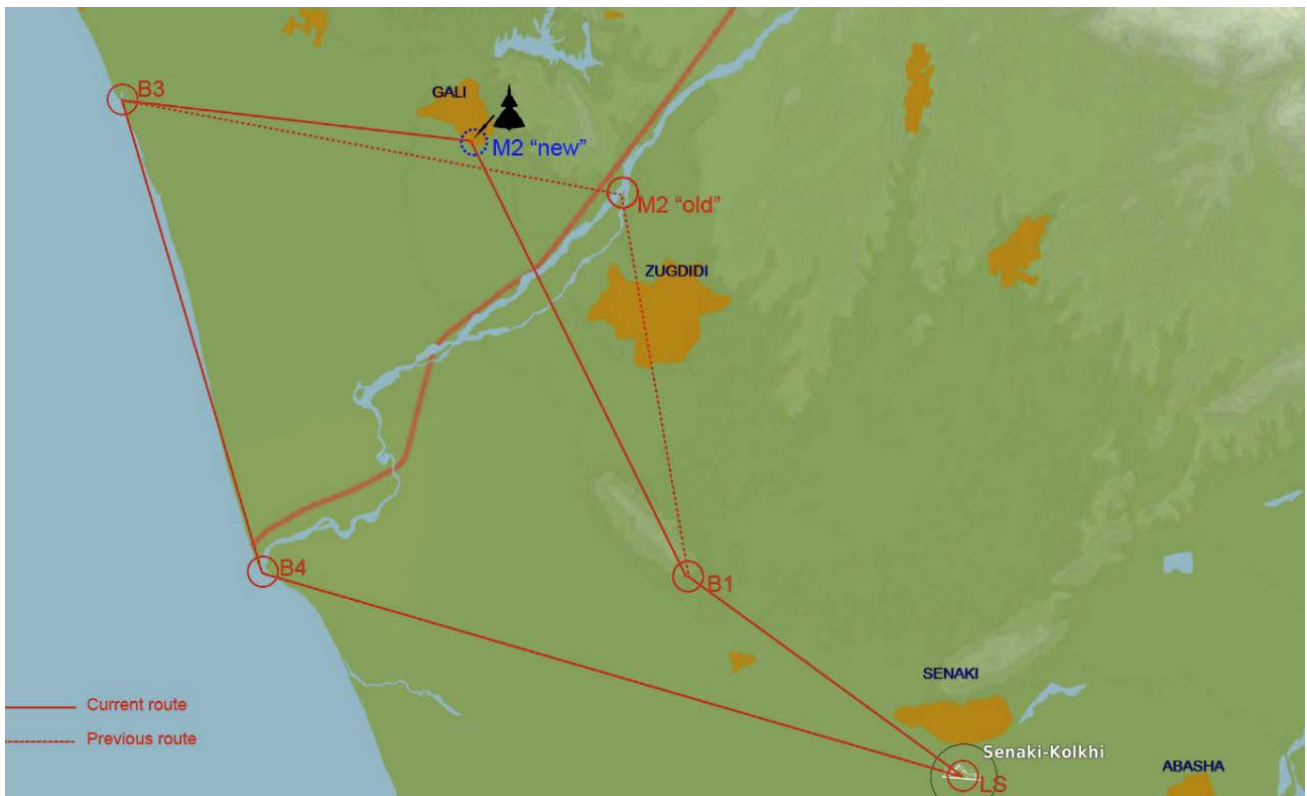 B3
GALI
M2 “new”
M2 “old”
ZUGDIDI
B4
B1
SENAKI
Current route
Previous route
Senaki-Kolkhi
LS
ABASHA